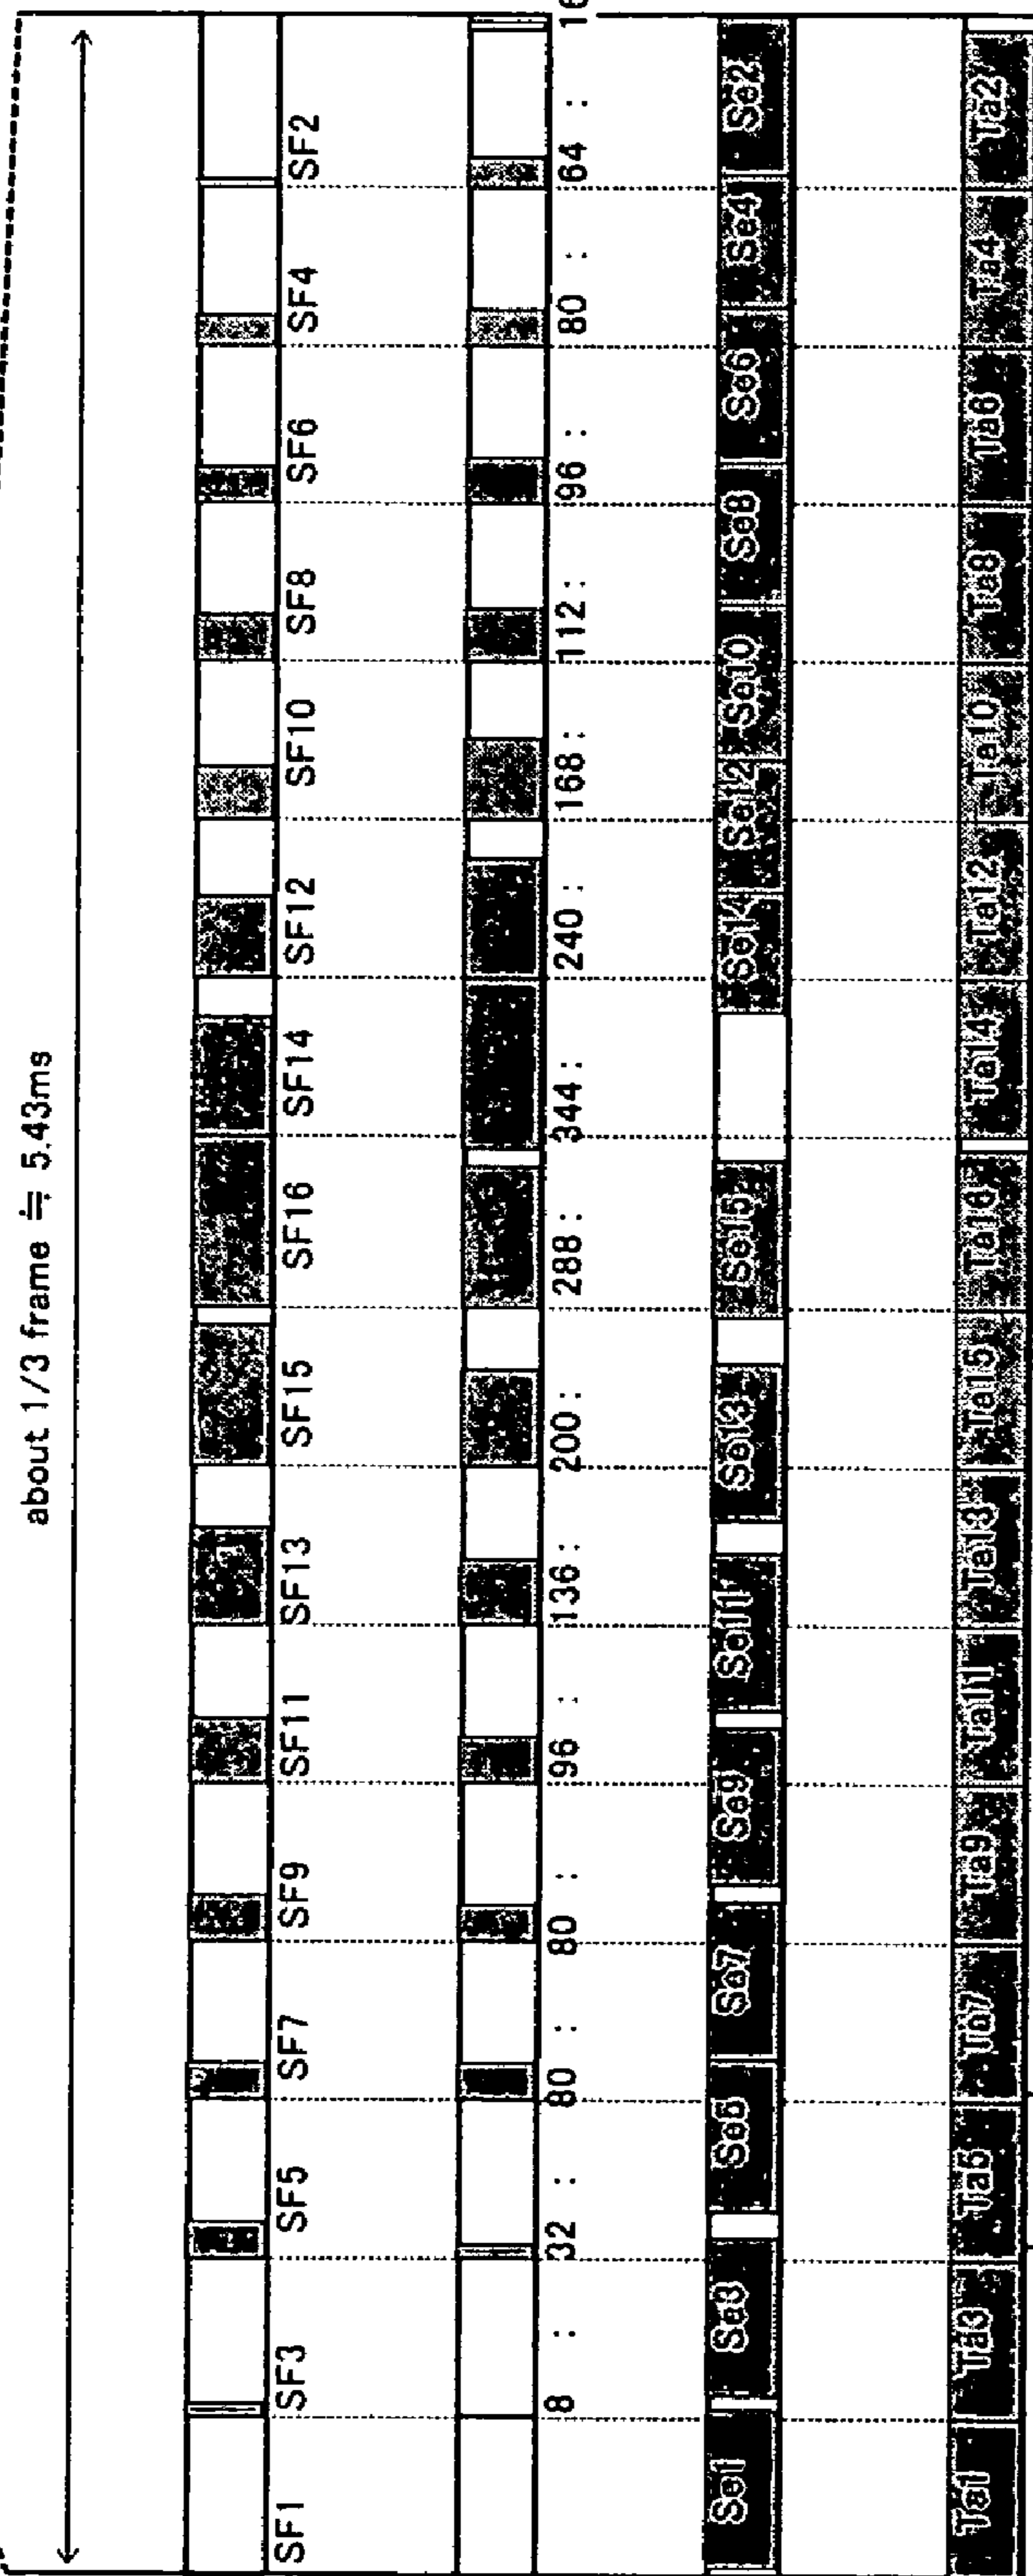 about 1/3 frame ≒ 5.43ms
SF1 SF3 SF5 SF7 SF9 SF11 SF13 SF15 SF16 SF14 SF12 SF10 SF8 SF6 SF4 SF2
8 : 32 : 80 : 80 : 96 : 136 : 200 : 288 : 344 : 240 : 168 : 112 : 96 : 80 : 64 : 16
Se1 Se3 Se5 Se7 Se9 Se11 Se13 Se15 Se14 Se12 Se10 Se8 Se6 Se4 Se2
Ta1 Ta3 Ta5 Ta7 Ta9 Ta11 Ta13 Ta15 Ta16 Ta14 Ta12 Ta10 Ta8 Ta6 Ta4 Ta2